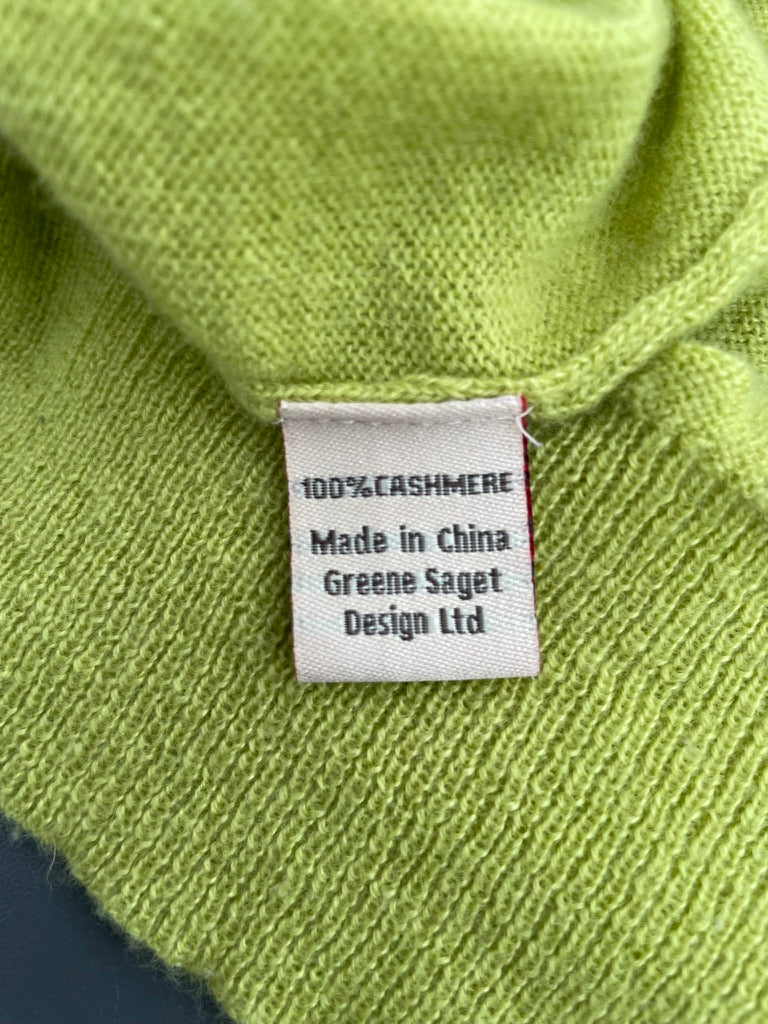 100%CASHMERE
Made in China
Greene Saget
Design Ltd